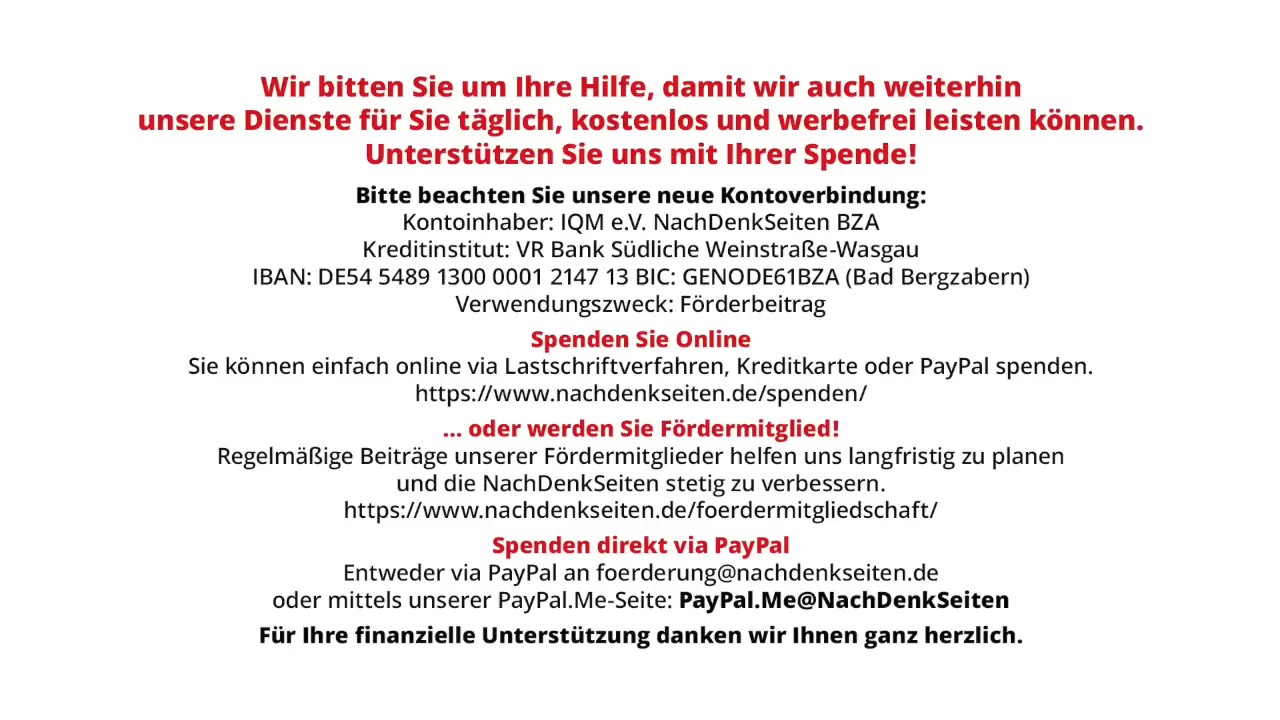 Wir bitten Sie um Ihre Hilfe, damit wir auch weiterhin
unsere Dienste für Sie täglich, kostenlos und werbefrei leisten können.
Unterstützen Sie uns mit Ihrer Spende!
Bitte beachten Sie unsere neue Kontoverbindung:
Kontoinhaber: IQM e.V. NachDenkSeiten BZA
Kreditinstitut: VR Bank Südliche Weinstraße-Wasgau
IBAN: DE54 5489 1300 0001 2147 13 BIC: GENODE61BZA (Bad Bergzabern)
Verwendungszweck: Förderbeitrag
Spenden Sie Online
Sie können einfach online via Lastschriftverfahren, Kreditkarte oder PayPal spenden.
https://www.nachdenkseiten.de/spenden/
... oder werden Sie Fördermitglied!
Regelmäßige Beiträge unserer Fördermitglieder helfen uns langfristig zu planen
und die NachDenkSeiten stetig zu verbessern.
https://www.nachdenkseiten.de/foerdermitgliedschaft/
Spenden direkt via PayPal
Entweder via PayPal an foerderung@nachdenkseiten.de
oder mittels unserer PayPal.Me-Seite: PayPal.Me@NachDenkSeiten
Für Ihre finanzielle Unterstützung danken wir Ihnen ganz herzlich.